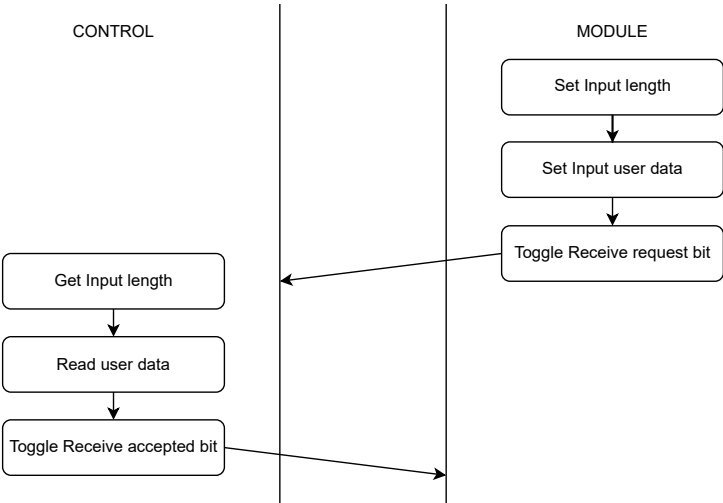 CONTROL
MODULE
Set Input length
Set Input user data
Toggle Receive request bit
Get Input length
Read user data
Toggle Receive accepted bit